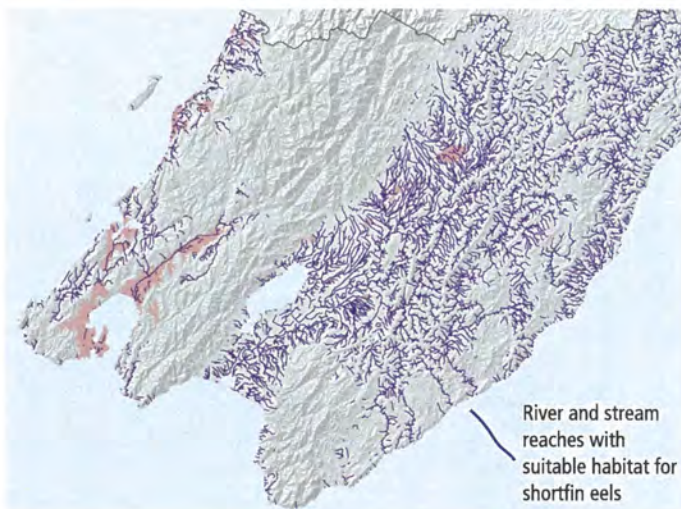 River and stream
reaches with
suitable habitat for
shortfin eels